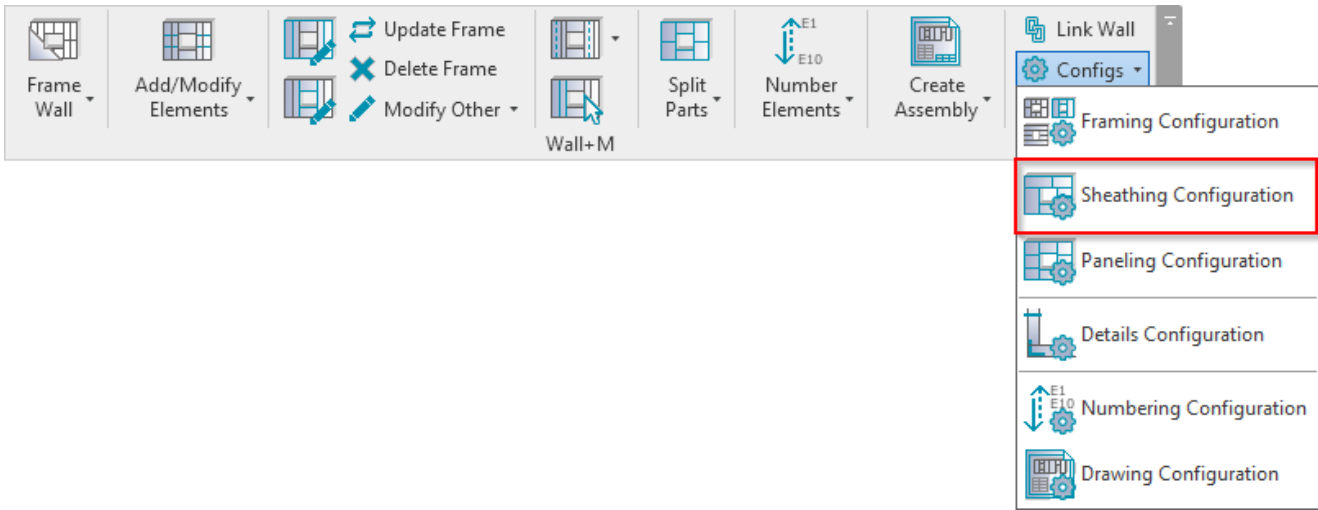 Frame
Wall
Add/Modify
Elements
Update Frame
Delete Frame
Modify Other
Split
Parts
E1
E10
Number
Elements
Create
Assembly
Link Wall
Configs
Wall+M
Framing Configuration
Sheathing Configuration
Paneling Configuration
Details Configuration
E1
E10
Numbering Configuration
Drawing Configuration